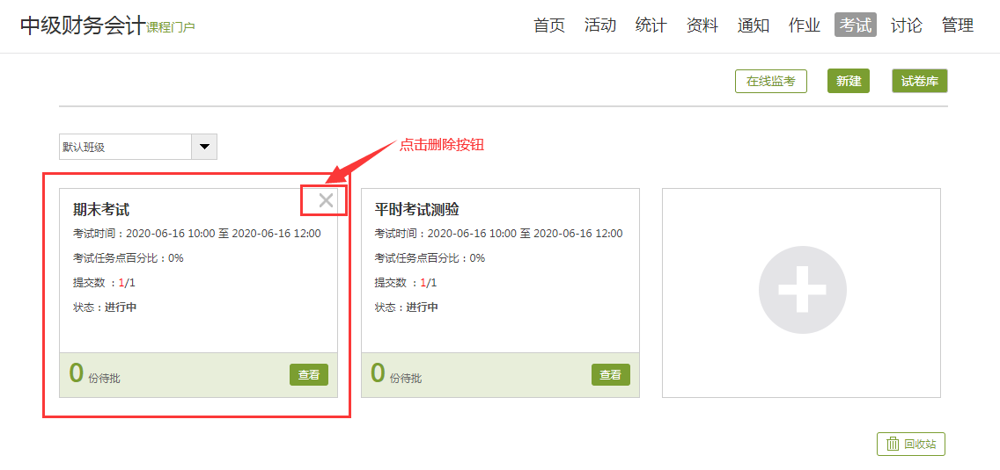 中级财务会计课程门户 首页 活动 统计 资料 通知 作业 考试 讨论 管理
在线监考 新建 试卷库
默认班级
点击删除按钮
期末考试
考试时间：2020-06-16 10:00 至 2020-06-16 12:00
考试任务点百分比：0%
提交数 ：1/1
状态：进行中
0 份待批 查看
平时考试测验
考试时间：2020-06-16 10:00 至 2020-06-16 12:00
考试任务点百分比：0%
提交数 ：1/1
状态：进行中
0 份待批 查看
回收站